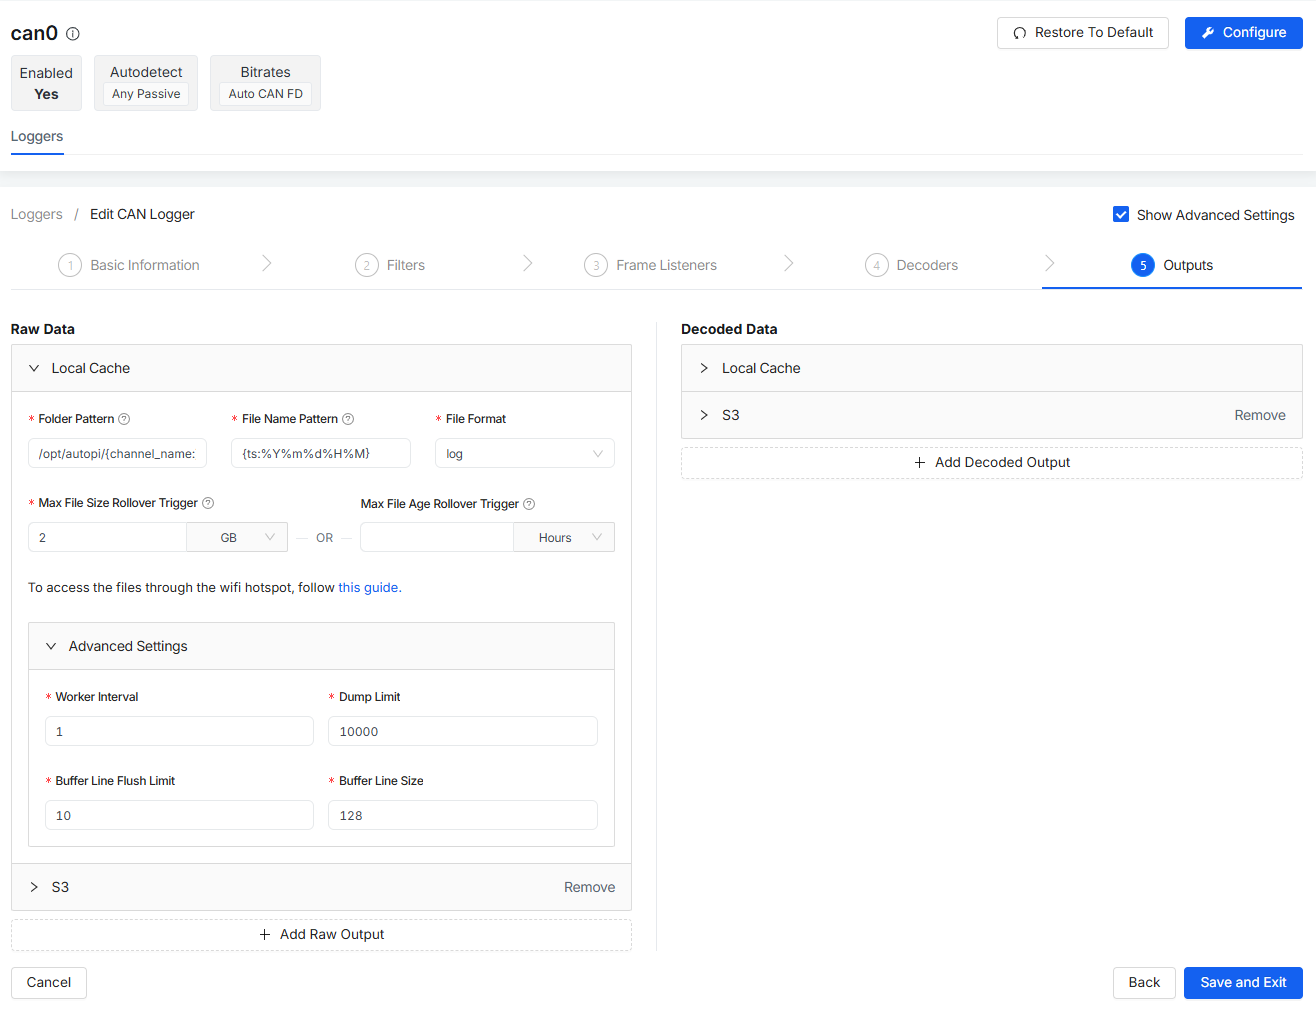 can0
Restore To Default
Configure
Enabled
Yes
Autodetect
Any Passive
Bitrates
Auto CAN FD
Loggers
Loggers / Edit CAN Logger
Show Advanced Settings
1 Basic Information
2 Filters
3 Frame Listeners
4 Decoders
5 Outputs
Raw Data
Local Cache
* Folder Pattern
* File Name Pattern
* File Format
/opt/autopi/{channel_name:
{ts:%Y%m%d%H%M}
log
* Max File Size Rollover Trigger
Max File Age Rollover Trigger
2
GB
OR
Hours
To access the files through the wifi hotspot, follow this guide.
Advanced Settings
* Worker Interval
* Dump Limit
1
10000
* Buffer Line Flush Limit
* Buffer Line Size
10
128
S3
Remove
+ Add Raw Output
Decoded Data
Local Cache
S3
Remove
+ Add Decoded Output
Cancel
Back
Save and Exit